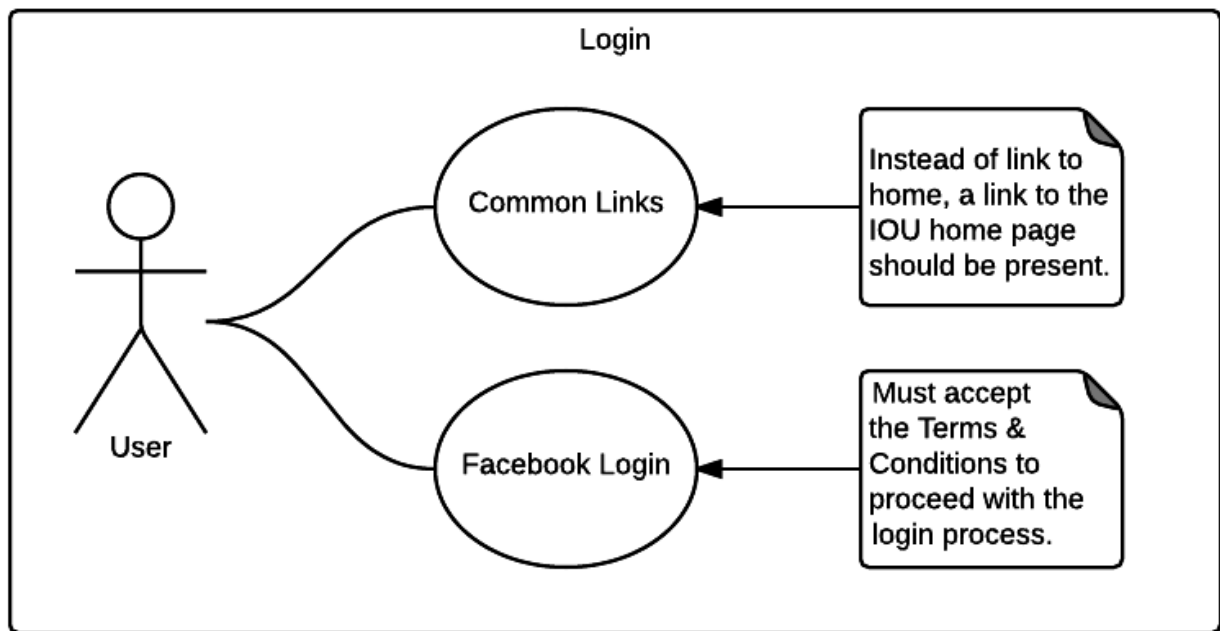 Login
User
Common Links
Instead of link to
home, a link to the
IOU home page
should be present.
Facebook Login
Must accept
the Terms &
Conditions to
proceed with the
login process.